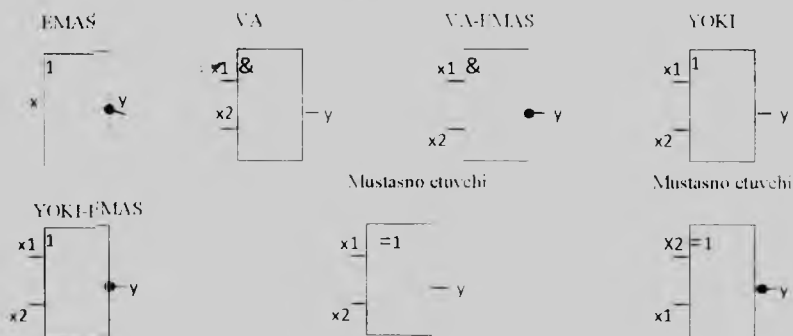 EMAS VA VA-EMAS YOKI
1
x y
x1 & x2 y
x1 & x2 y
x1 1 x2 y
YOKI-EMAS
x1 1 x2 y
Mustasno etuvchi
x1 =1 x2 y
Mustasno etuvchi
X2 =1 x1 y